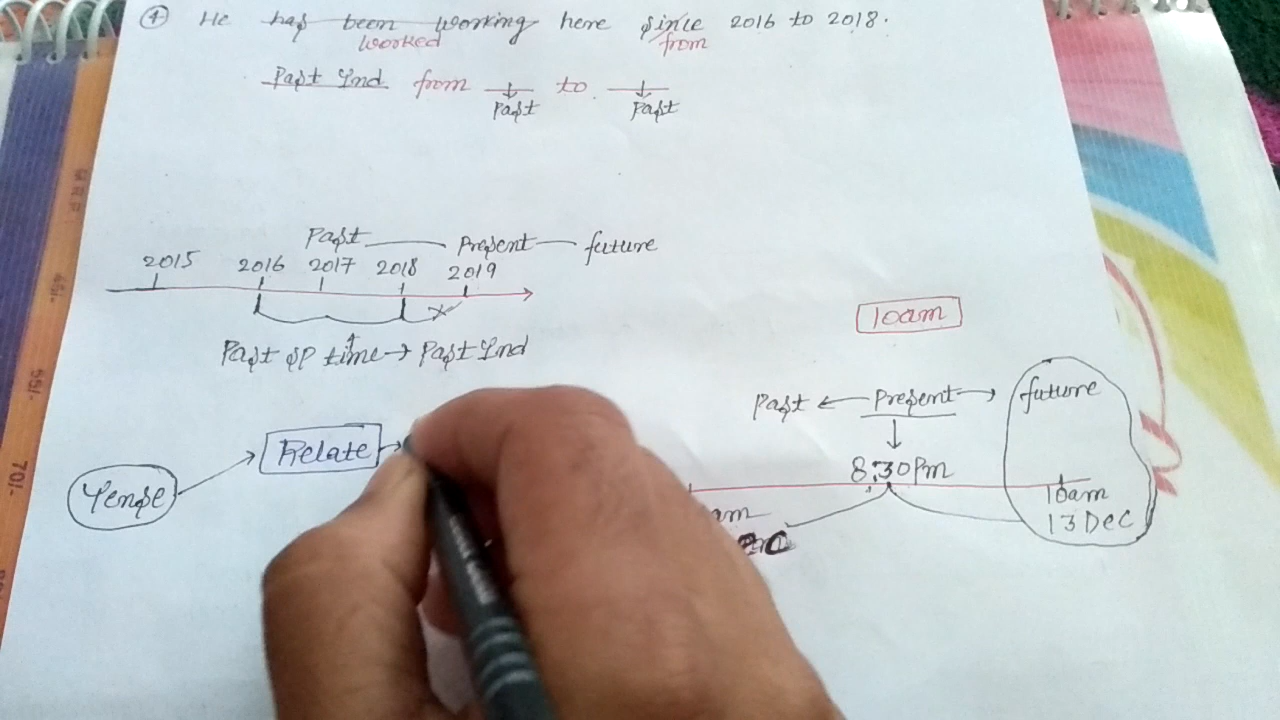 4 He has been working here since 2016 to 2018.
worked from
Past Ind from to
Past Past
Past Present future
2015 2016 2017 2018 2019
Past sp time → Past Ind
10am
Past ← Present → future
Relate
8:30Pm
Tense
10am
am
13 Dec